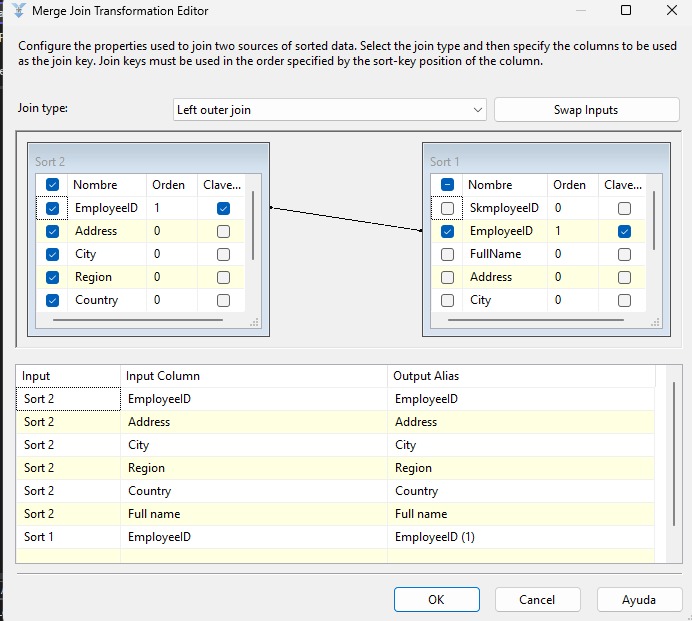 Merge Join Transformation Editor
Configure the properties used to join two sources of sorted data. Select the join type and then specify the columns to be used
as the join key. Join keys must be used in the order specified by the sort-key position of the column.
Join type:
Left outer join
Swap Inputs
Sort 2
Nombre Orden Clave...
EmployeeID 1
Address 0
City 0
Region 0
Country 0
Sort 1
Nombre Orden Clave...
SkmployeeID 0
EmployeeID 1
FullName 0
Address 0
City 0
Input Input Column Output Alias
Sort 2 EmployeeID EmployeeID
Sort 2 Address Address
Sort 2 City City
Sort 2 Region Region
Sort 2 Country Country
Sort 2 Full name Full name
Sort 1 EmployeeID EmployeeID (1)
OK Cancel Ayuda